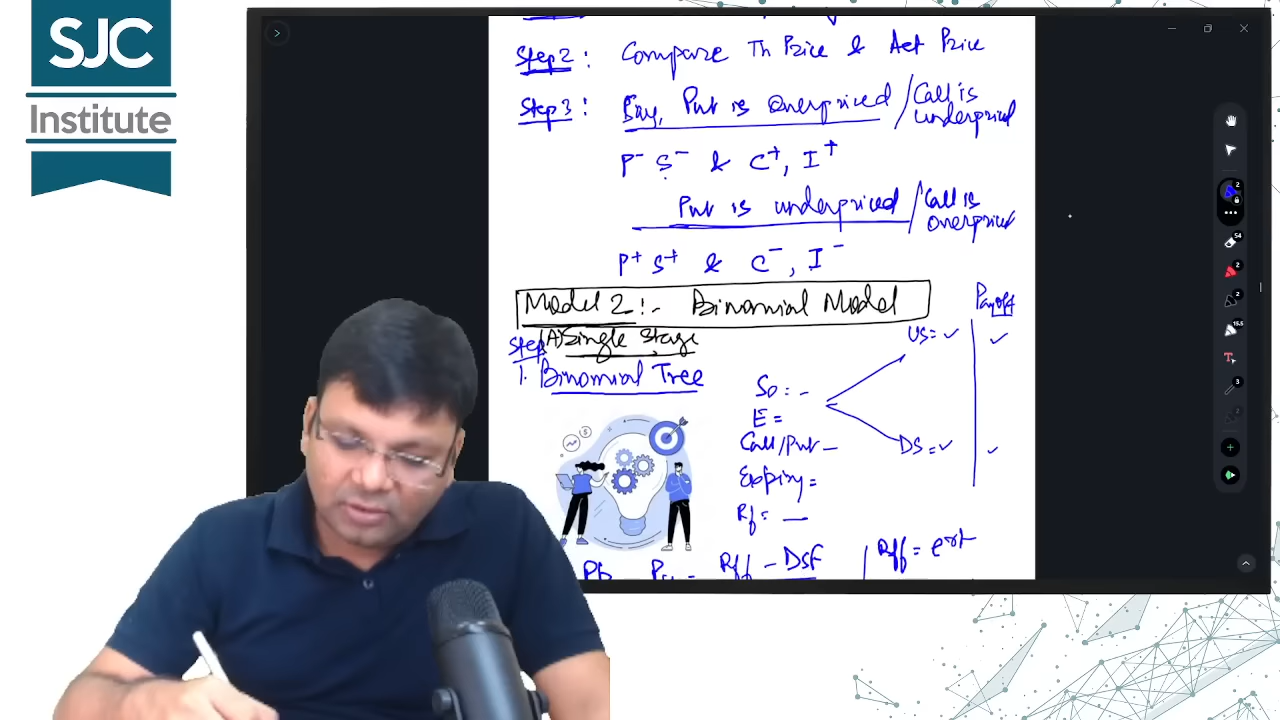 SJC
Institute
Step 2 : Compare Th Price & Act Price
Step 3 : Say, Put is overpriced / Call is underpriced
P⁻ S⁻ & C⁺, I⁺
Put is underpriced / Call is overpriced
P⁺ S⁺ & C⁻, I⁻
Model 2 :- Binomial Model
(A) Single Stage
Step
1. Binomial Tree
Payoff
US = ✓ ✓
S0 = -
E =
Call/Put -
DS = ✓ ✓
Expiry =
Rf = —
Rff - DSF
Rff = e^rt